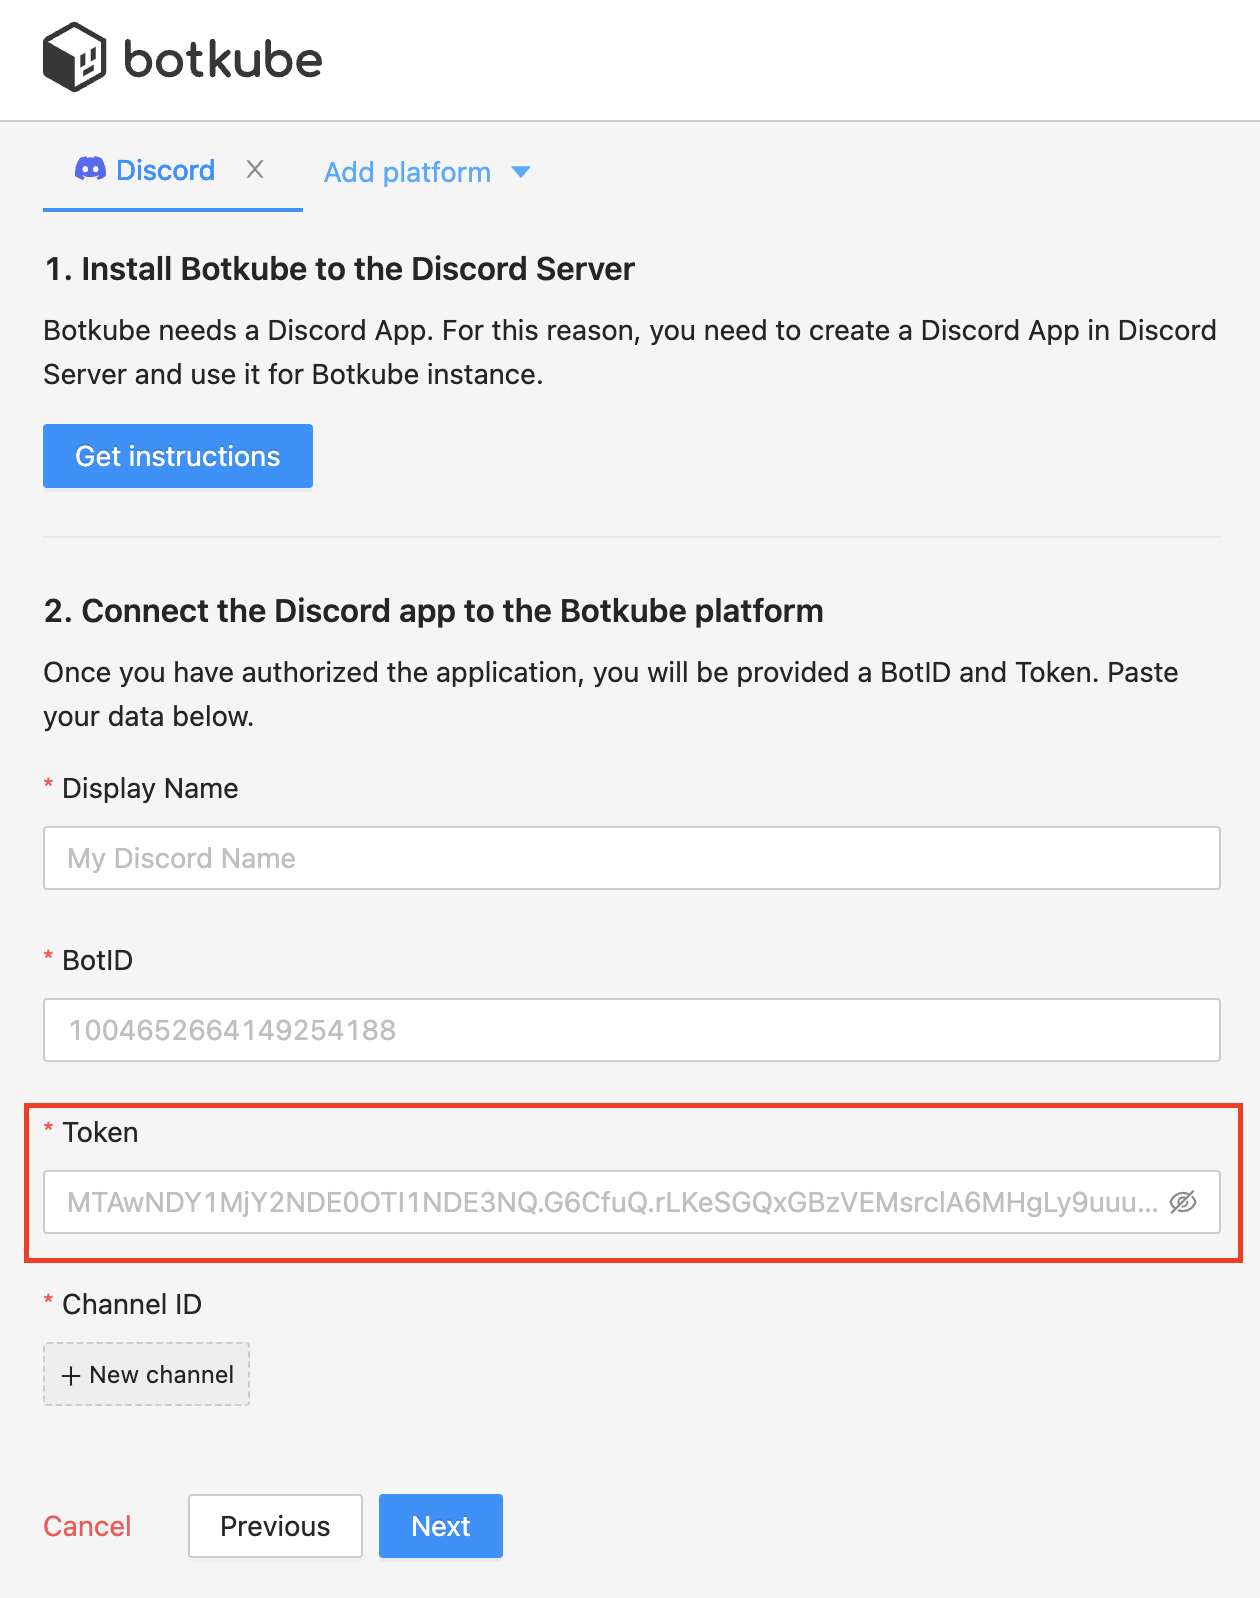 botkube
Discord X Add platform
1. Install Botkube to the Discord Server
Botkube needs a Discord App. For this reason, you need to create a Discord App in Discord
Server and use it for Botkube instance.
Get instructions
2. Connect the Discord app to the Botkube platform
Once you have authorized the application, you will be provided a BotID and Token. Paste
your data below.
* Display Name
My Discord Name
* BotID
1004652664149254188
* Token
MTAwNDY1MjY2NDE0OTI1NDE3NQ.G6CfuQ.rLKeSGQxGBzVEMsrclA6MHgLy9uuu...
* Channel ID
+ New channel
Cancel Previous Next